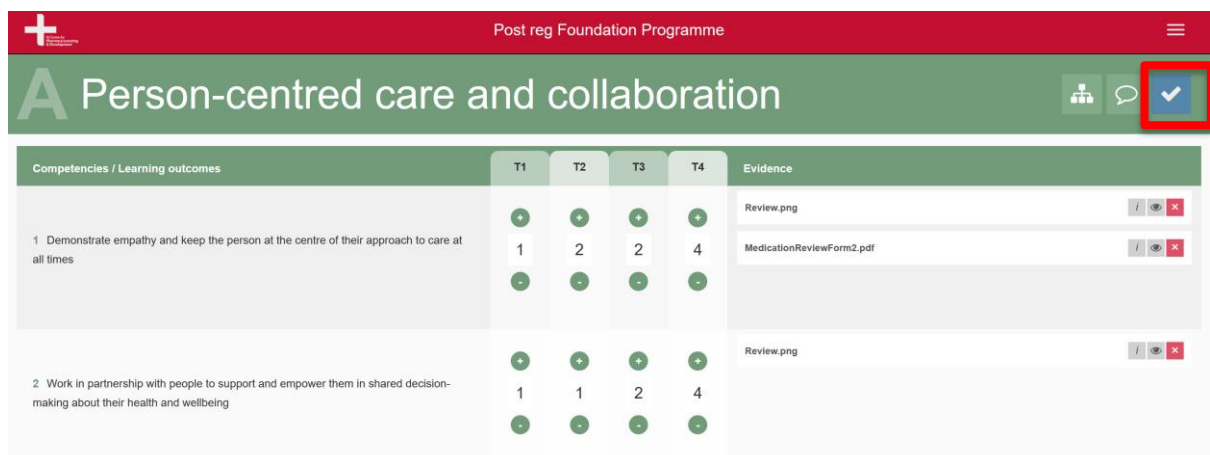 Post reg Foundation Programme
A Person-centred care and collaboration
Competencies / Learning outcomes T1 T2 T3 T4 Evidence
1 Demonstrate empathy and keep the person at the centre of their approach to care at
all times
+ + + +
1 2 2 4
- - - -
Review.png i ×
MedicationReviewForm2.pdf i ×
2 Work in partnership with people to support and empower them in shared decision-
making about their health and wellbeing
+ + + +
1 1 2 4
- - - -
Review.png i ×